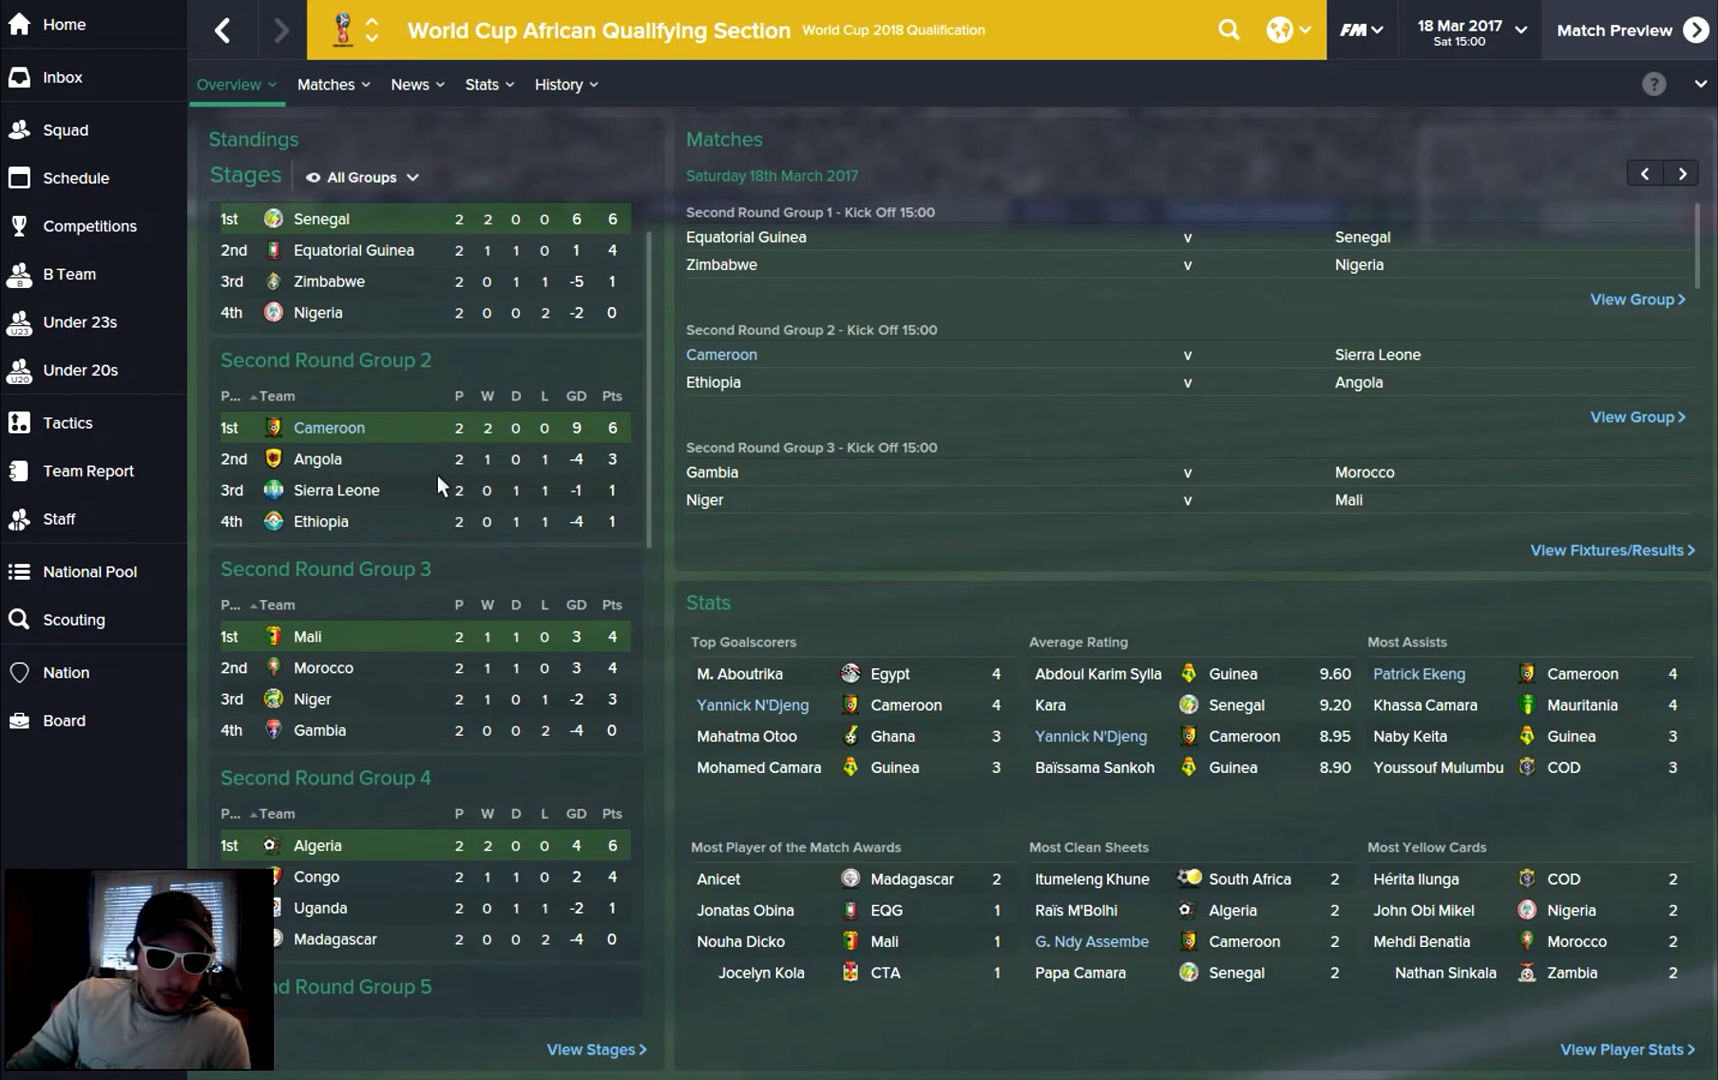 Home
World Cup African Qualifying Section World Cup 2018 Qualification
FM
18 Mar 2017
Sat 15:00
Match Preview
Inbox
Squad
Schedule
Competitions
B Team
Under 23s
Under 20s
Tactics
Team Report
Staff
National Pool
Scouting
Nation
Board
Overview Matches News Stats History ?
Standings
Stages All Groups
1st Senegal 2 2 0 0 6 6
2nd Equatorial Guinea 2 1 1 0 1 4
3rd Zimbabwe 2 0 1 1 -5 1
4th Nigeria 2 0 0 2 -2 0
Second Round Group 2
P... Team P W D L GD Pts
1st Cameroon 2 2 0 0 9 6
2nd Angola 2 1 0 1 -4 3
3rd Sierra Leone 2 0 1 1 -1 1
4th Ethiopia 2 0 1 1 -4 1
Second Round Group 3
P... Team P W D L GD Pts
1st Mali 2 1 1 0 3 4
2nd Morocco 2 1 1 0 3 4
3rd Niger 2 1 0 1 -2 3
4th Gambia 2 0 0 2 -4 0
Second Round Group 4
P... Team P W D L GD Pts
1st Algeria 2 2 0 0 4 6
Congo 2 1 1 0 2 4
Uganda 2 0 1 1 -2 1
Madagascar 2 0 0 2 -4 0
nd Round Group 5
View Stages
Matches
Saturday 18th March 2017
Second Round Group 1 - Kick Off 15:00
Equatorial Guinea v Senegal
Zimbabwe v Nigeria
View Group
Second Round Group 2 - Kick Off 15:00
Cameroon v Sierra Leone
Ethiopia v Angola
View Group
Second Round Group 3 - Kick Off 15:00
Gambia v Morocco
Niger v Mali
View Fixtures/Results
Stats
Top Goalscorers
M. Aboutrika Egypt 4
Yannick N'Djeng Cameroon 4
Mahatma Otoo Ghana 3
Mohamed Camara Guinea 3
Average Rating
Abdoul Karim Sylla Guinea 9.60
Kara Senegal 9.20
Yannick N'Djeng Cameroon 8.95
Baïssama Sankoh Guinea 8.90
Most Assists
Patrick Ekeng Cameroon 4
Khassa Camara Mauritania 4
Naby Keita Guinea 3
Youssouf Mulumbu COD 3
Most Player of the Match Awards
Anicet Madagascar 2
Jonatas Obina EQG 1
Nouha Dicko Mali 1
Jocelyn Kola CTA 1
Most Clean Sheets
Itumeleng Khune South Africa 2
Raïs M'Bolhi Algeria 2
G. Ndy Assembe Cameroon 2
Papa Camara Senegal 2
Most Yellow Cards
Hérita Ilunga COD 2
John Obi Mikel Nigeria 2
Mehdi Benatia Morocco 2
Nathan Sinkala Zambia 2
View Player Stats